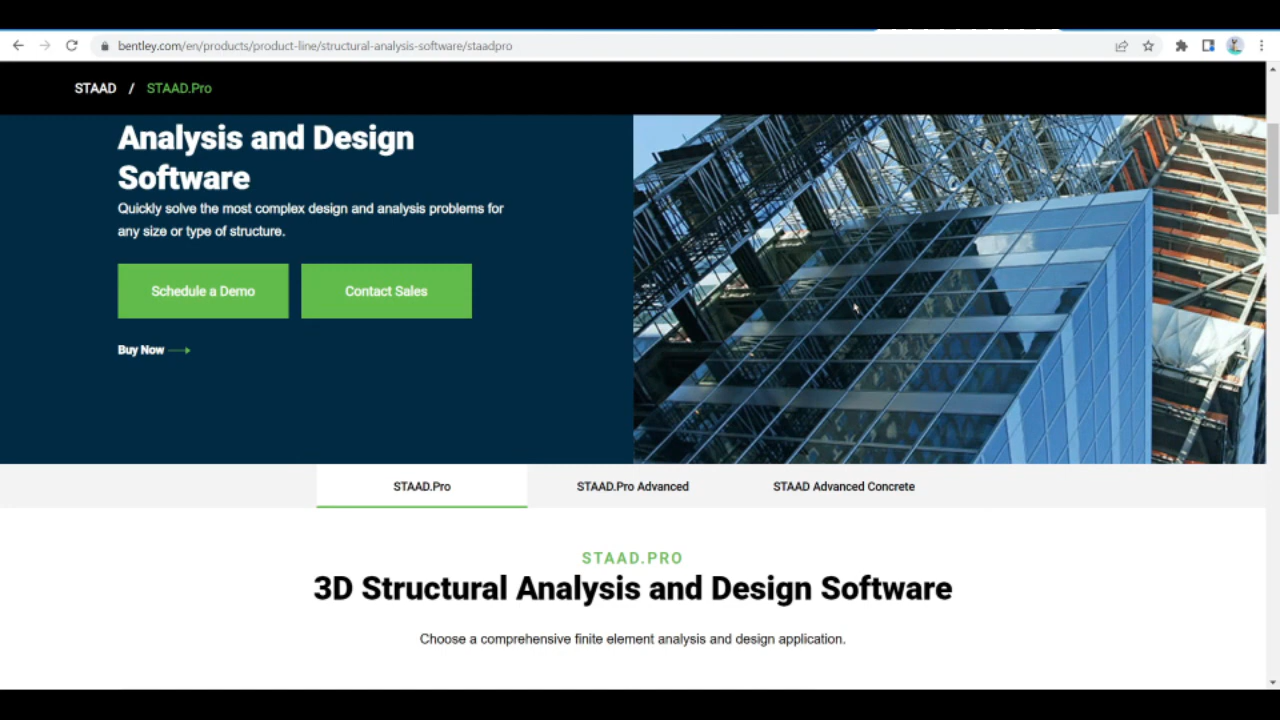 bentley.com/en/products/product-line/structural-analysis-software/staadpro
STAAD / STAAD.Pro
Analysis and Design
Software
Quickly solve the most complex design and analysis problems for
any size or type of structure.
Schedule a Demo Contact Sales
Buy Now
STAAD.Pro STAAD.Pro Advanced STAAD Advanced Concrete
STAAD.PRO
3D Structural Analysis and Design Software
Choose a comprehensive finite element analysis and design application.